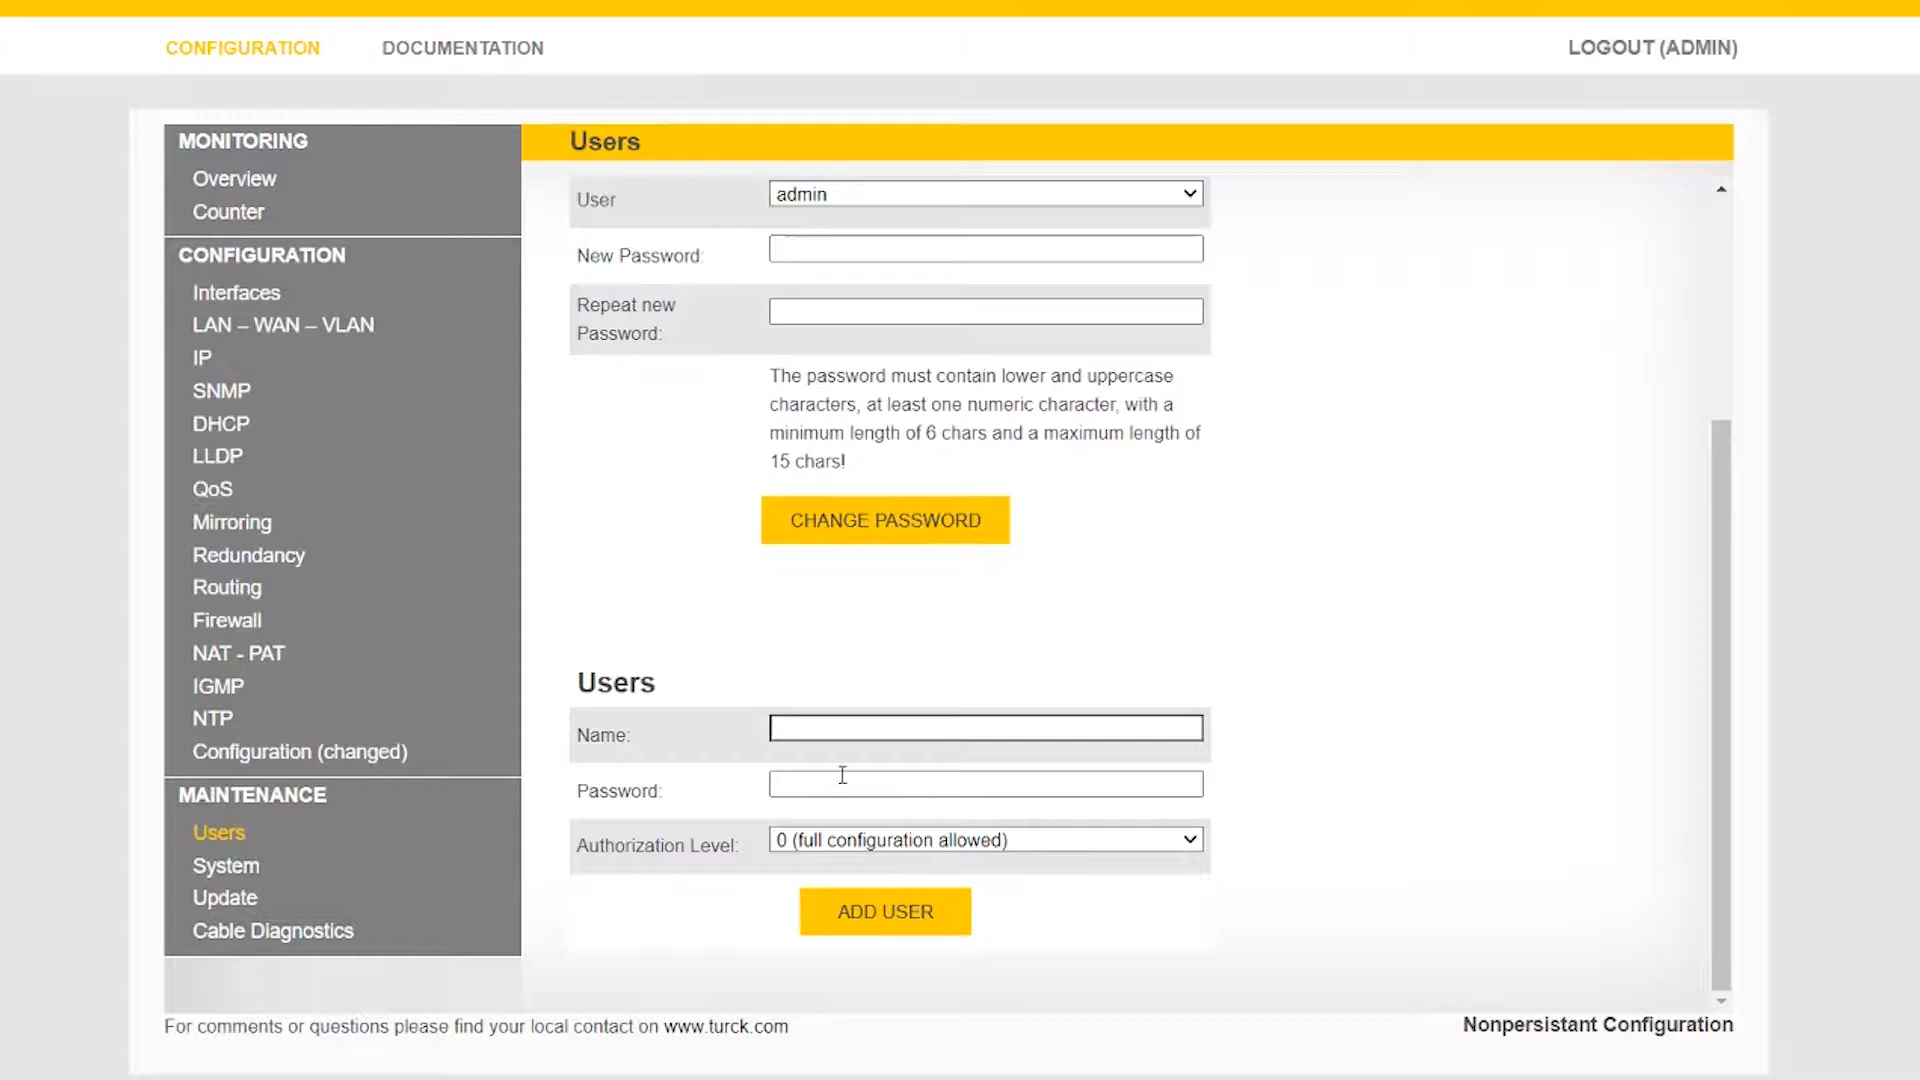 CONFIGURATION
DOCUMENTATION
LOGOUT (ADMIN)
MONITORING
Overview
Counter
CONFIGURATION
Interfaces
LAN – WAN – VLAN
IP
SNMP
DHCP
LLDP
QoS
Mirroring
Redundancy
Routing
Firewall
NAT - PAT
IGMP
NTP
Configuration (changed)
MAINTENANCE
Users
System
Update
Cable Diagnostics
Users
User
admin
New Password:
Repeat new
Password:
The password must contain lower and uppercase
characters, at least one numeric character, with a
minimum length of 6 chars and a maximum length of
15 chars!
CHANGE PASSWORD
Users
Name:
Password:
Authorization Level:
0 (full configuration allowed)
ADD USER
For comments or questions please find your local contact on www.turck.com
Nonpersistant Configuration